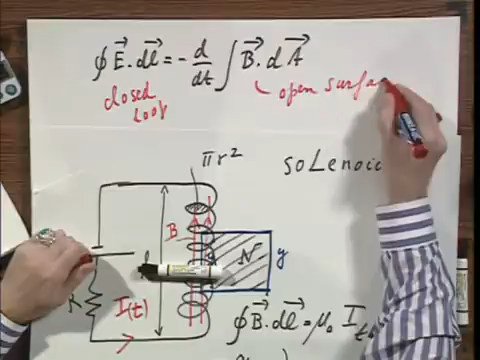 ∮ E⃗ . dl⃗ = - d/dt ∫ B⃗ . dA⃗
closed
loop
open surfa
πr²
soLenoi
B
N
y
l
R
I(t)
∮ B⃗ . dl⃗ = μ₀ I